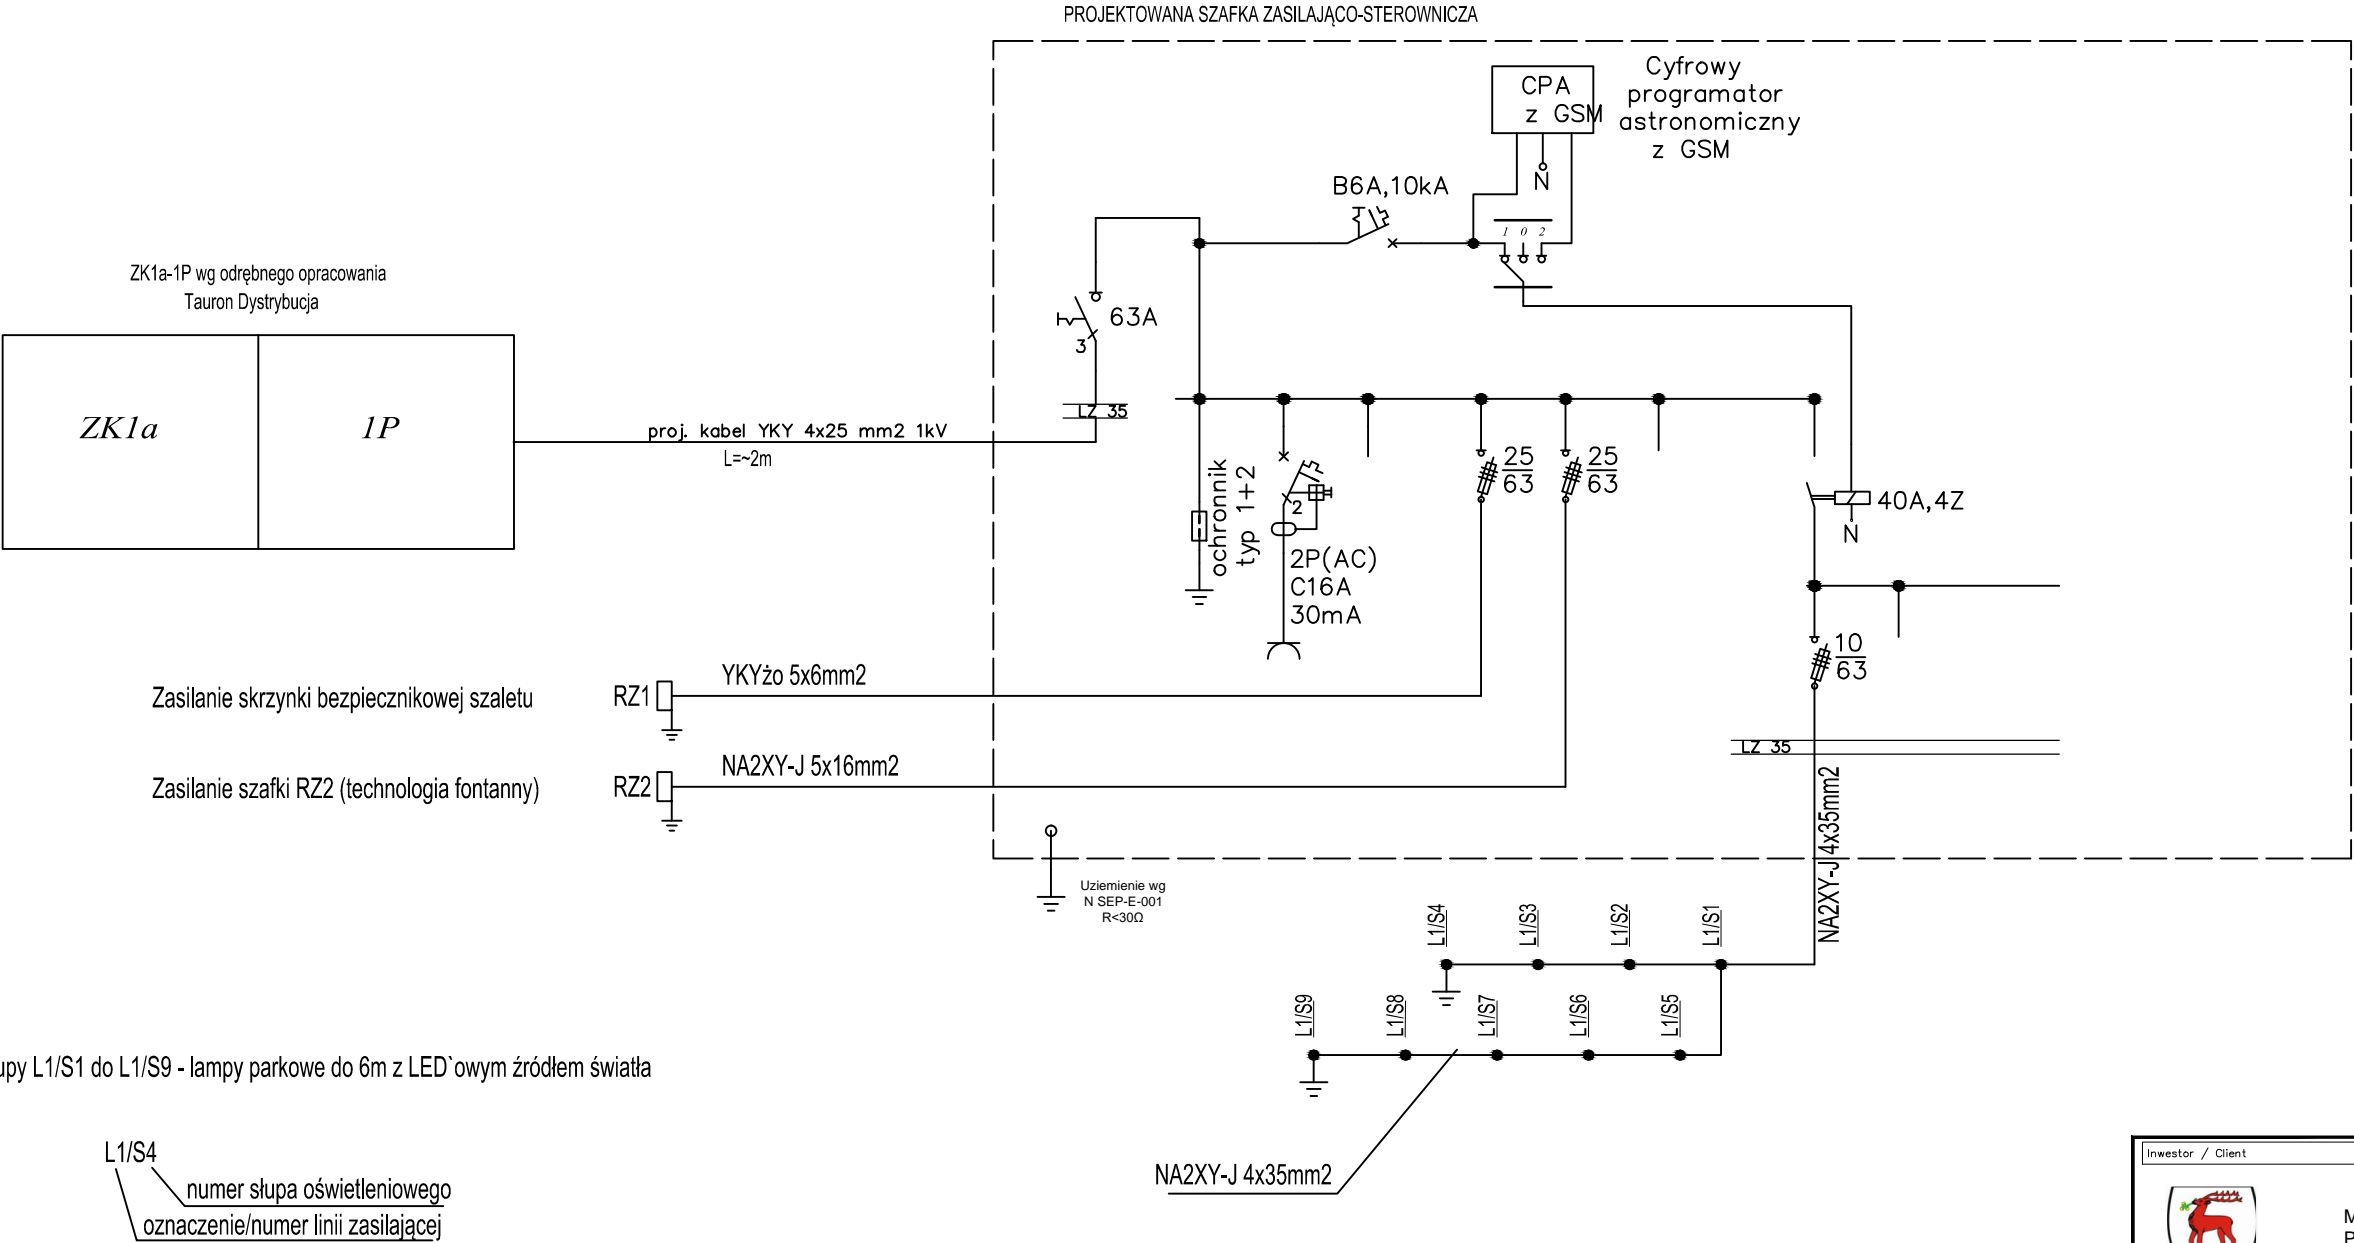 PROJEKTOWANA SZAFKA ZASILAJĄCO-STEROWNICZA
CPA
z GSM
Cyfrowy
programator
astronomiczny
z GSM
N
B6A,10kA
1 0 2
63A
3
ZK1a-1P wg odrębnego opracowania
Tauron Dystrybucja
ZK1a
1P
LZ 35
proj. kabel YKY 4x25 mm2 1kV
L=~2m
ochronnik
typ 1+2
2
2P(AC)
C16A
30mA
25
63
25
63
40A,4Z
N
10
63
LZ 35
Zasilanie skrzynki bezpiecznikowej szaletu
RZ1
YKYżo 5x6mm2
Zasilanie szafki RZ2 (technologia fontanny)
RZ2
NA2XY-J 5x16mm2
NA2XY-J 4x35mm2
Uziemienie wg
N SEP-E-001
R<30Ω
L1/S4
L1/S3
L1/S2
L1/S1
L1/S9
L1/S8
L1/S7
L1/S6
L1/S5
upy L1/S1 do L1/S9 - lampy parkowe do 6m z LED`owym źródłem światła
L1/S4
numer słupa oświetleniowego
oznaczenie/numer linii zasilającej
NA2XY-J 4x35mm2
Inwestor / Client